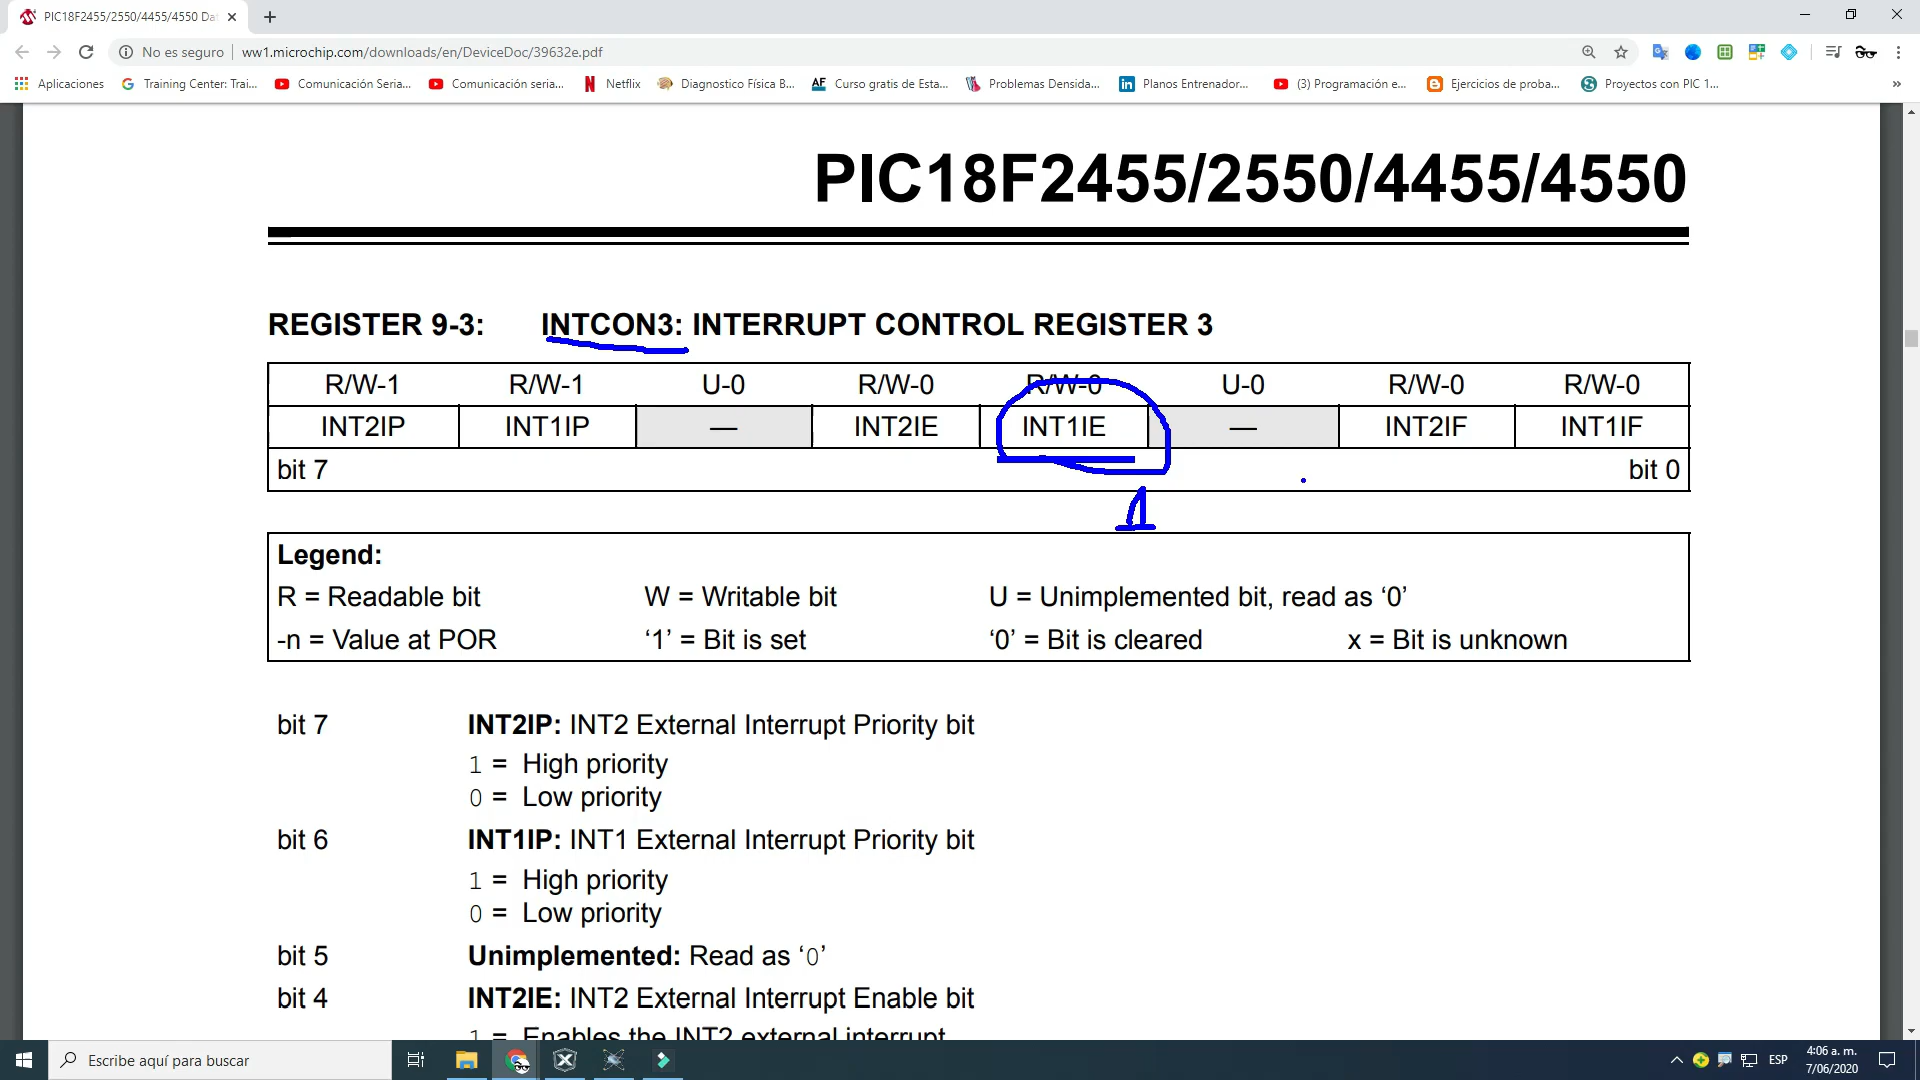 PIC18F2455/2550/4455/4550 Da
No es seguro ww1.microchip.com/downloads/en/DeviceDoc/39632e.pdf
Aplicaciones Training Center: Trai... Comunicación Seria... Comunicación seria... Netflix Diagnostico Física B... Curso gratis de Esta... Problemas Densida... Planos Entrenador... (3) Programación e... Ejercicios de proba... Proyectos con PIC 1... »
PIC18F2455/2550/4455/4550
REGISTER 9-3: INTCON3: INTERRUPT CONTROL REGISTER 3
R/W-1 R/W-1 U-0 R/W-0 R/W-0 U-0 R/W-0 R/W-0
INT2IP INT1IP — INT2IE INT1IE — INT2IF INT1IF
bit 7 bit 0
1
Legend:
R = Readable bit W = Writable bit U = Unimplemented bit, read as ‘0’
-n = Value at POR ‘1’ = Bit is set ‘0’ = Bit is cleared x = Bit is unknown
bit 7 INT2IP: INT2 External Interrupt Priority bit
1 = High priority
0 = Low priority
bit 6 INT1IP: INT1 External Interrupt Priority bit
1 = High priority
0 = Low priority
bit 5 Unimplemented: Read as ‘0’
bit 4 INT2IE: INT2 External Interrupt Enable bit
1 = Enables the INT2 external interrupt
Escribe aquí para buscar
ESP
4:06 a. m.
7/06/2020